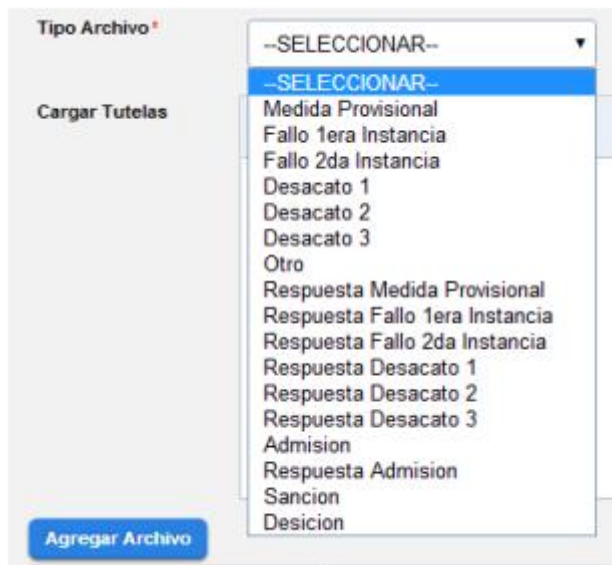 Tipo Archivo*
--SELECCIONAR--
--SELECCIONAR--
Cargar Tutelas
Medida Provisional
Fallo 1era Instancia
Fallo 2da Instancia
Desacato 1
Desacato 2
Desacato 3
Otro
Respuesta Medida Provisional
Respuesta Fallo 1era Instancia
Respuesta Fallo 2da Instancia
Respuesta Desacato 1
Respuesta Desacato 2
Respuesta Desacato 3
Admision
Respuesta Admision
Sancion
Desicion
Agregar Archivo